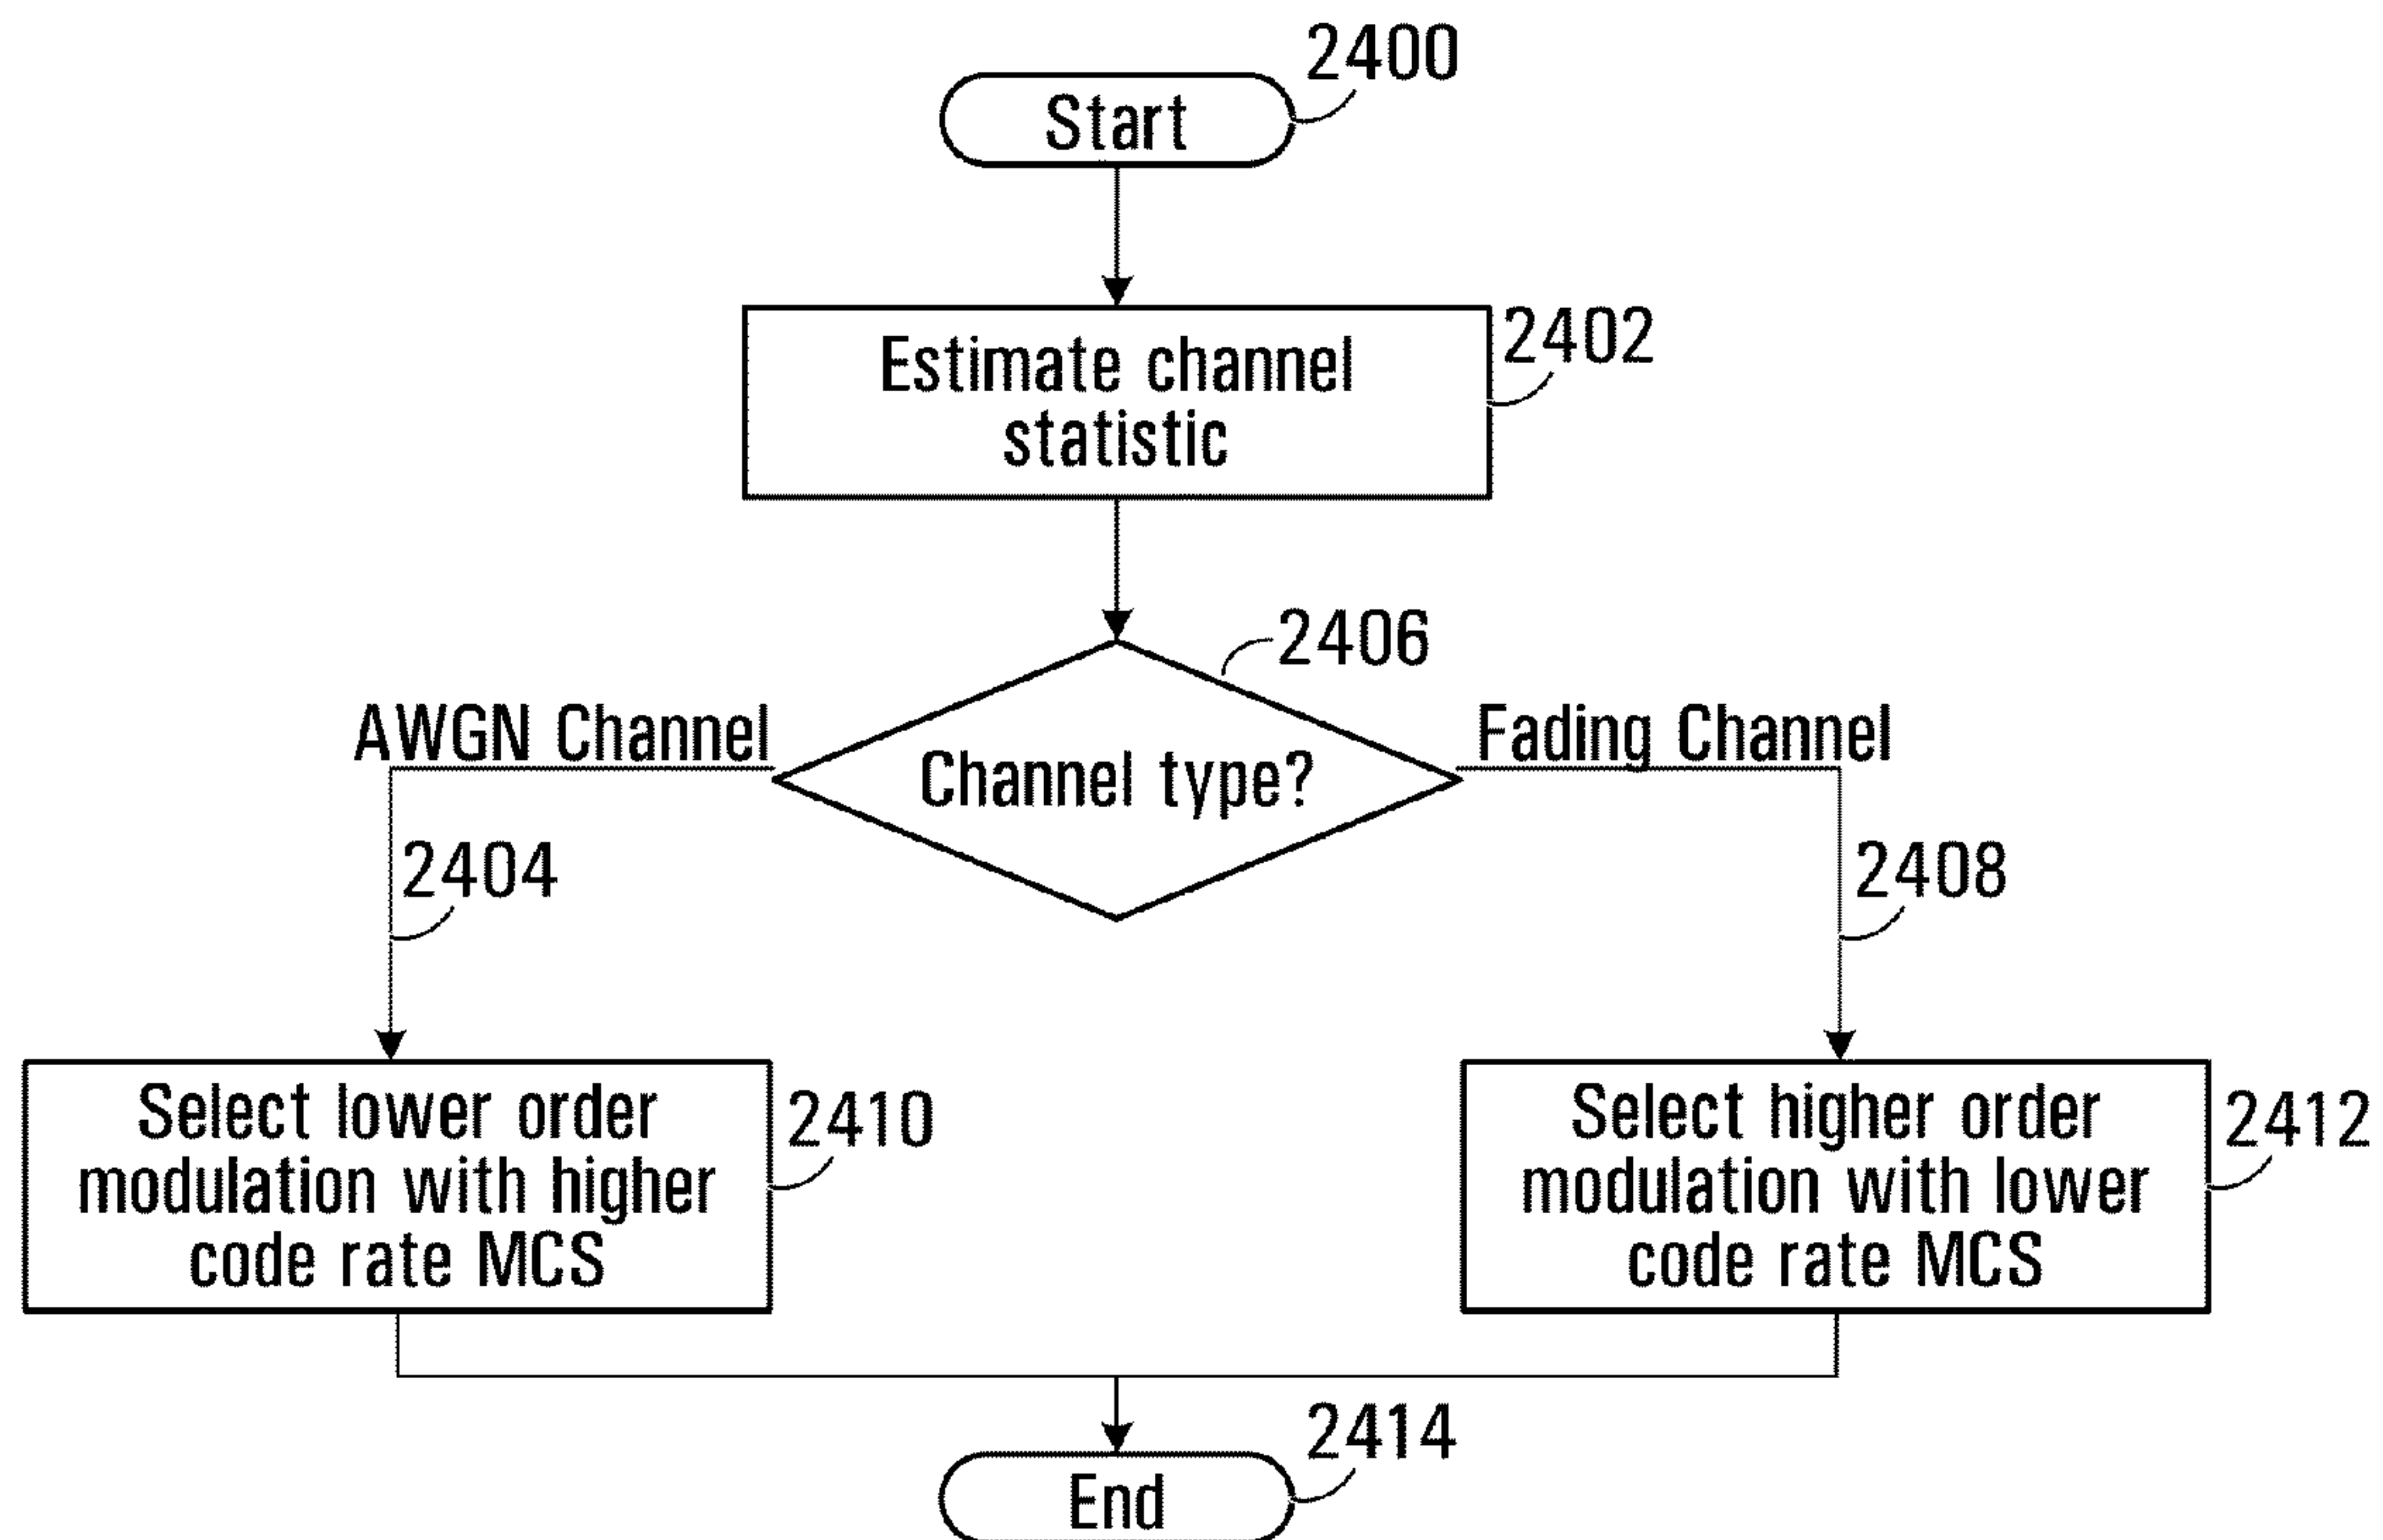 2400
Start
2402
Estimate channel
statistic
2406
AWGN Channel
Channel type?
Fading Channel
2404
2408
Select lower order
modulation with higher
code rate MCS
2410
Select higher order
modulation with lower
code rate MCS
2412
2414
End